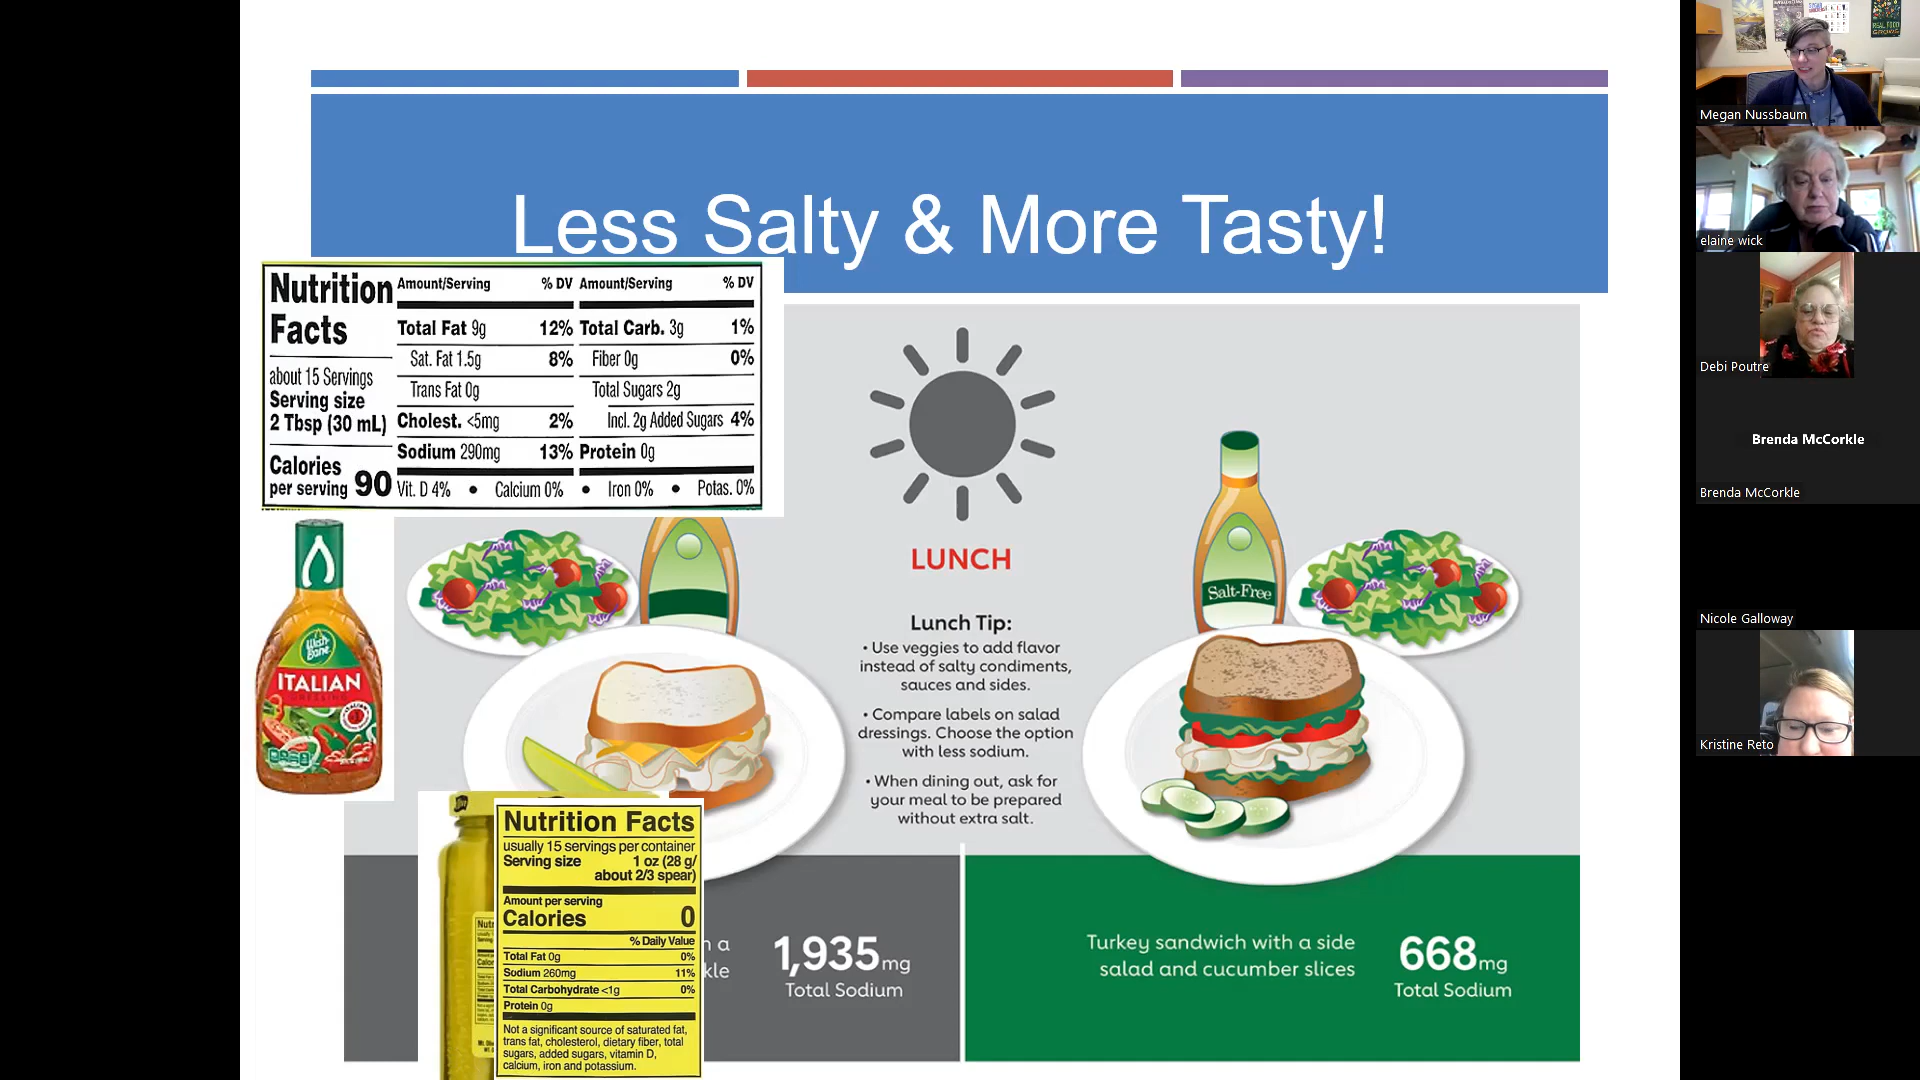 Less Salty & More Tasty!
Nutrition
Facts
about 15 Servings
Serving size
2 Tbsp (30 mL)
Calories
per serving 90
Amount/Serving % DV
Total Fat 9g 12%
Sat. Fat 1.5g 8%
Trans Fat 0g
Cholest. <5mg 2%
Sodium 290mg 13%
Amount/Serving % DV
Total Carb. 3g 1%
Fiber 0g 0%
Total Sugars 2g
Incl. 2g Added Sugars 4%
Protein 0g
Vit. D 4% • Calcium 0% • Iron 0% • Potas. 0%
Wish-
Bone
ITALIAN
DRESSING
LUNCH
Lunch Tip:
• Use veggies to add flavor
instead of salty condiments,
sauces and sides.
• Compare labels on salad
dressings. Choose the option
with less sodium.
• When dining out, ask for
your meal to be prepared
without extra salt.
Salt-Free
Nutrition Facts
usually 15 servings per container
Serving size 1 oz (28 g/
about 2/3 spear)
Amount per serving
Calories 0
% Daily Value
Total Fat 0g 0%
Sodium 260mg 11%
Total Carbohydrate <1g 0%
Protein 0g
Not a significant source of saturated fat,
trans fat, cholesterol, dietary fiber, total
sugars, added sugars, vitamin D,
calcium, iron and potassium.
a
kle
1,935mg
Total Sodium
Turkey sandwich with a side
salad and cucumber slices
668mg
Total Sodium
REAL FOOD
GROWS
Megan Nussbaum
elaine wick
Debi Poutre
Brenda McCorkle
Brenda McCorkle
Nicole Galloway
Kristine Reto